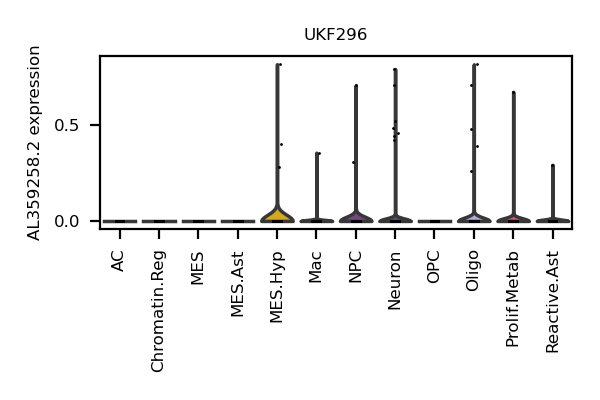 UKF296
AL359258.2 expression
0.5
0.0
AC
Chromatin.Reg
MES
MES.Ast
MES.Hyp
Mac
NPC
Neuron
OPC
Oligo
Prolif.Metab
Reactive.Ast